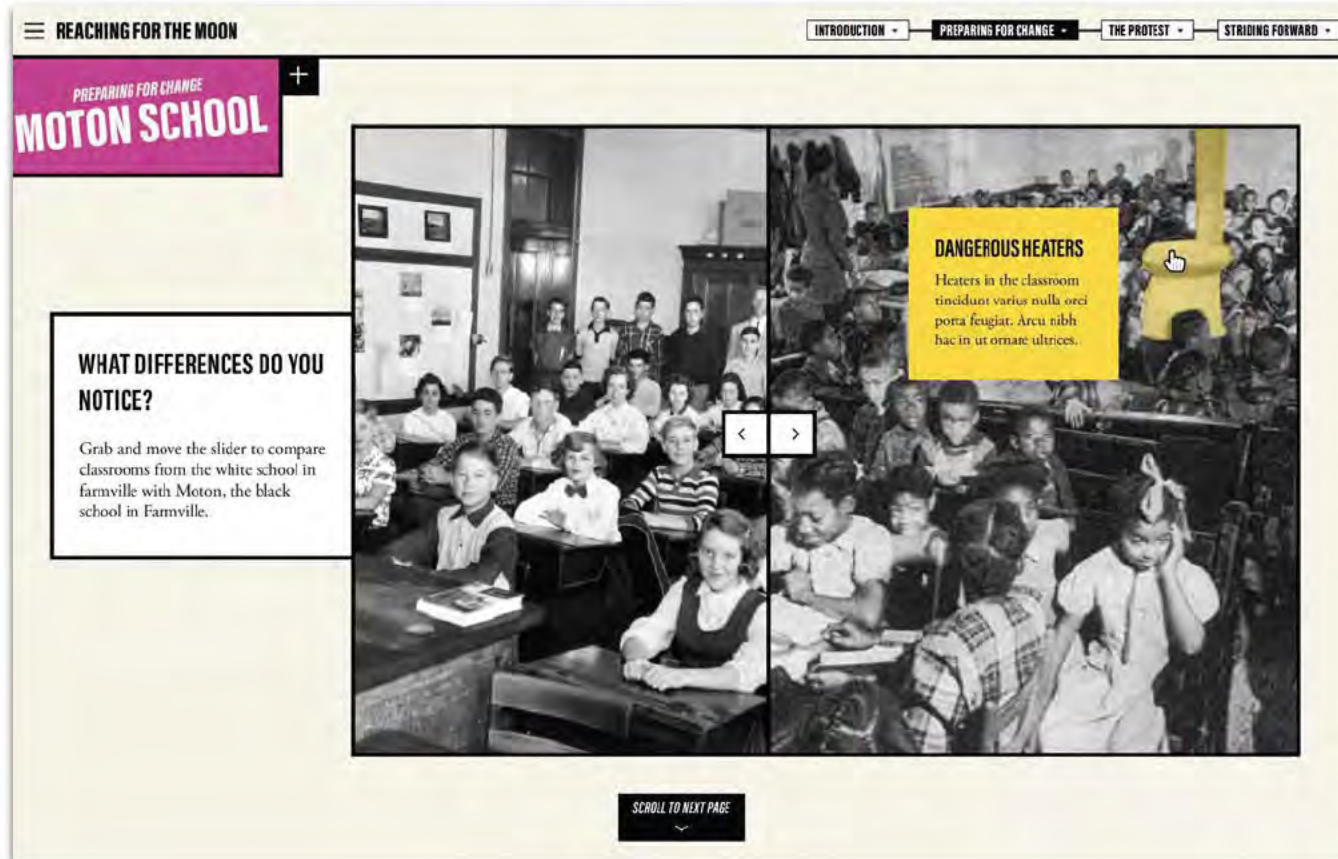 REACHING FOR THE MOON
INTRODUCTION
PREPARING FOR CHANGE
THE PROTEST
STRIDING FORWARD
PREPARING FOR CHANGE
MOTON SCHOOL
DANGEROUS HEATERS
Heaters in the classroom
tincidunt varius nulla orci
porta feugiat. Arcu nibh
hac in ut ornare ultrices.
WHAT DIFFERENCES DO YOU
NOTICE?
Grab and move the slider to compare
classrooms from the white school in
farmville with Moton, the black
school in Farmville.
SCROLL TO NEXT PAGE